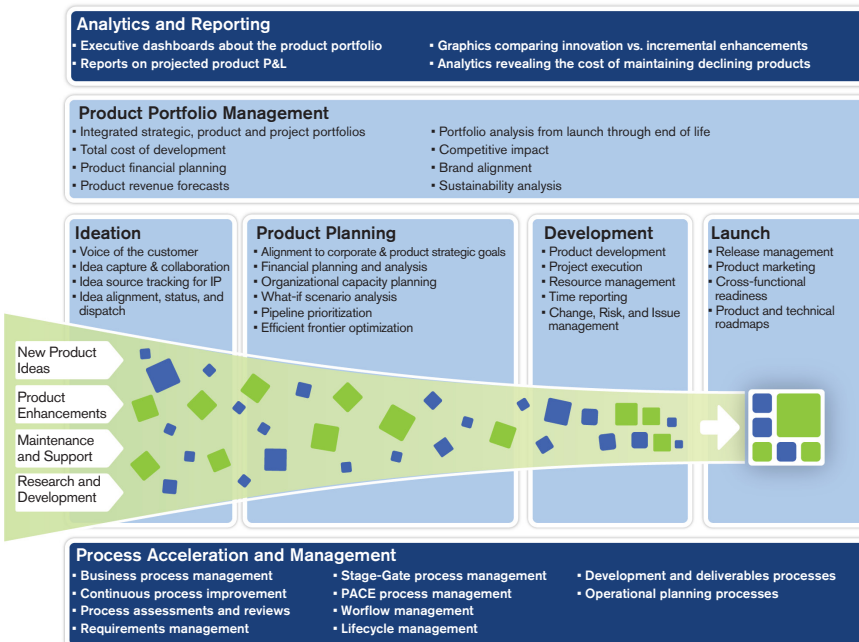 Analytics and Reporting
▪ Executive dashboards about the product portfolio
▪ Reports on projected product P&L
▪ Graphics comparing innovation vs. incremental enhancements
▪ Analytics revealing the cost of maintaining declining products
Product Portfolio Management
▪ Integrated strategic, product and project portfolios
▪ Total cost of development
▪ Product financial planning
▪ Product revenue forecasts
▪ Portfolio analysis from launch through end of life
▪ Competitive impact
▪ Brand alignment
▪ Sustainability analysis
Ideation
▪ Voice of the customer
▪ Idea capture & collaboration
▪ Idea source tracking for IP
▪ Idea alignment, status, and
dispatch
Product Planning
▪ Alignment to corporate & product strategic goals
▪ Financial planning and analysis
▪ Organizational capacity planning
▪ What-if scenario analysis
▪ Pipeline prioritization
▪ Efficient frontier optimization
Development
▪ Product development
▪ Project execution
▪ Resource management
▪ Time reporting
▪ Change, Risk, and Issue
management
Launch
▪ Release management
▪ Product marketing
▪ Cross-functional
readiness
▪ Product and technical
roadmaps
New Product
Ideas
Product
Enhancements
Maintenance
and Support
Research and
Development
Process Acceleration and Management
▪ Business process management
▪ Continuous process improvement
▪ Process assessments and reviews
▪ Requirements management
▪ Stage-Gate process management
▪ PACE process management
▪ Worflow management
▪ Lifecycle management
▪ Development and deliverables processes
▪ Operational planning processes